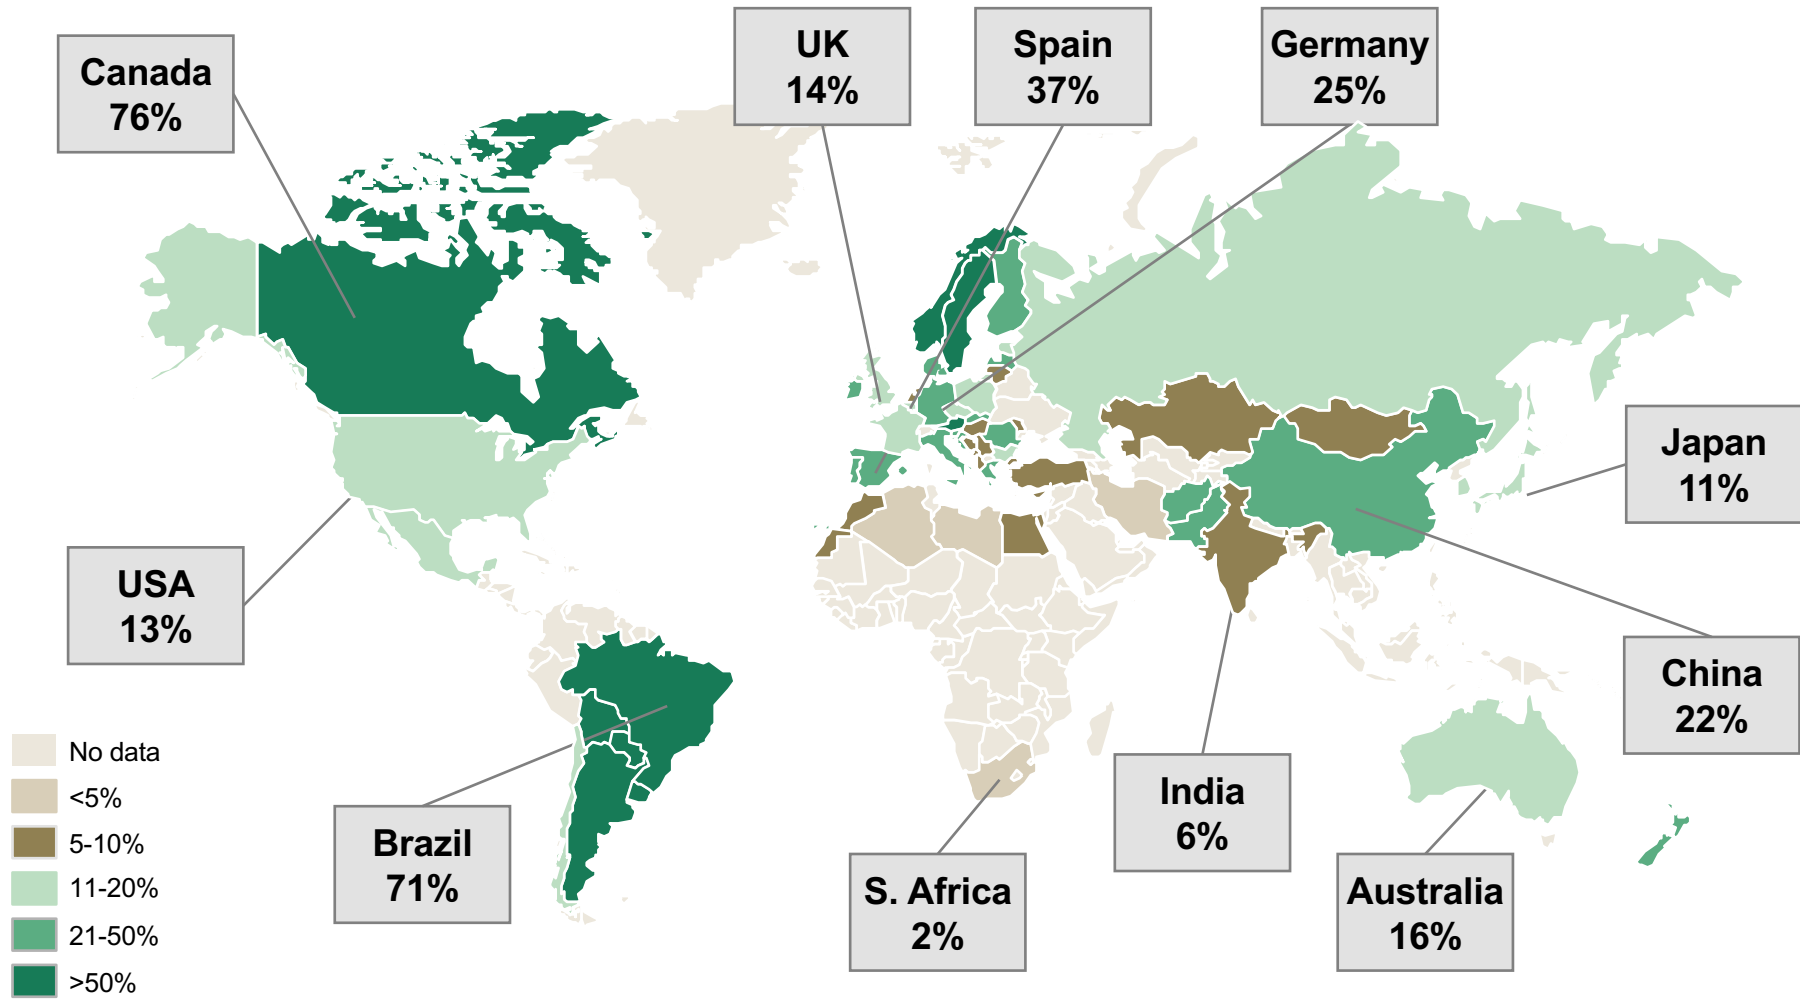 UK
14%
Spain
37%
Germany
25%
Canada
76%
Japan
11%
USA
13%
China
22%
No data
<5%
5-10%
11-20%
21-50%
>50%
India
6%
Brazil
71%
S. Africa
2%
Australia
16%